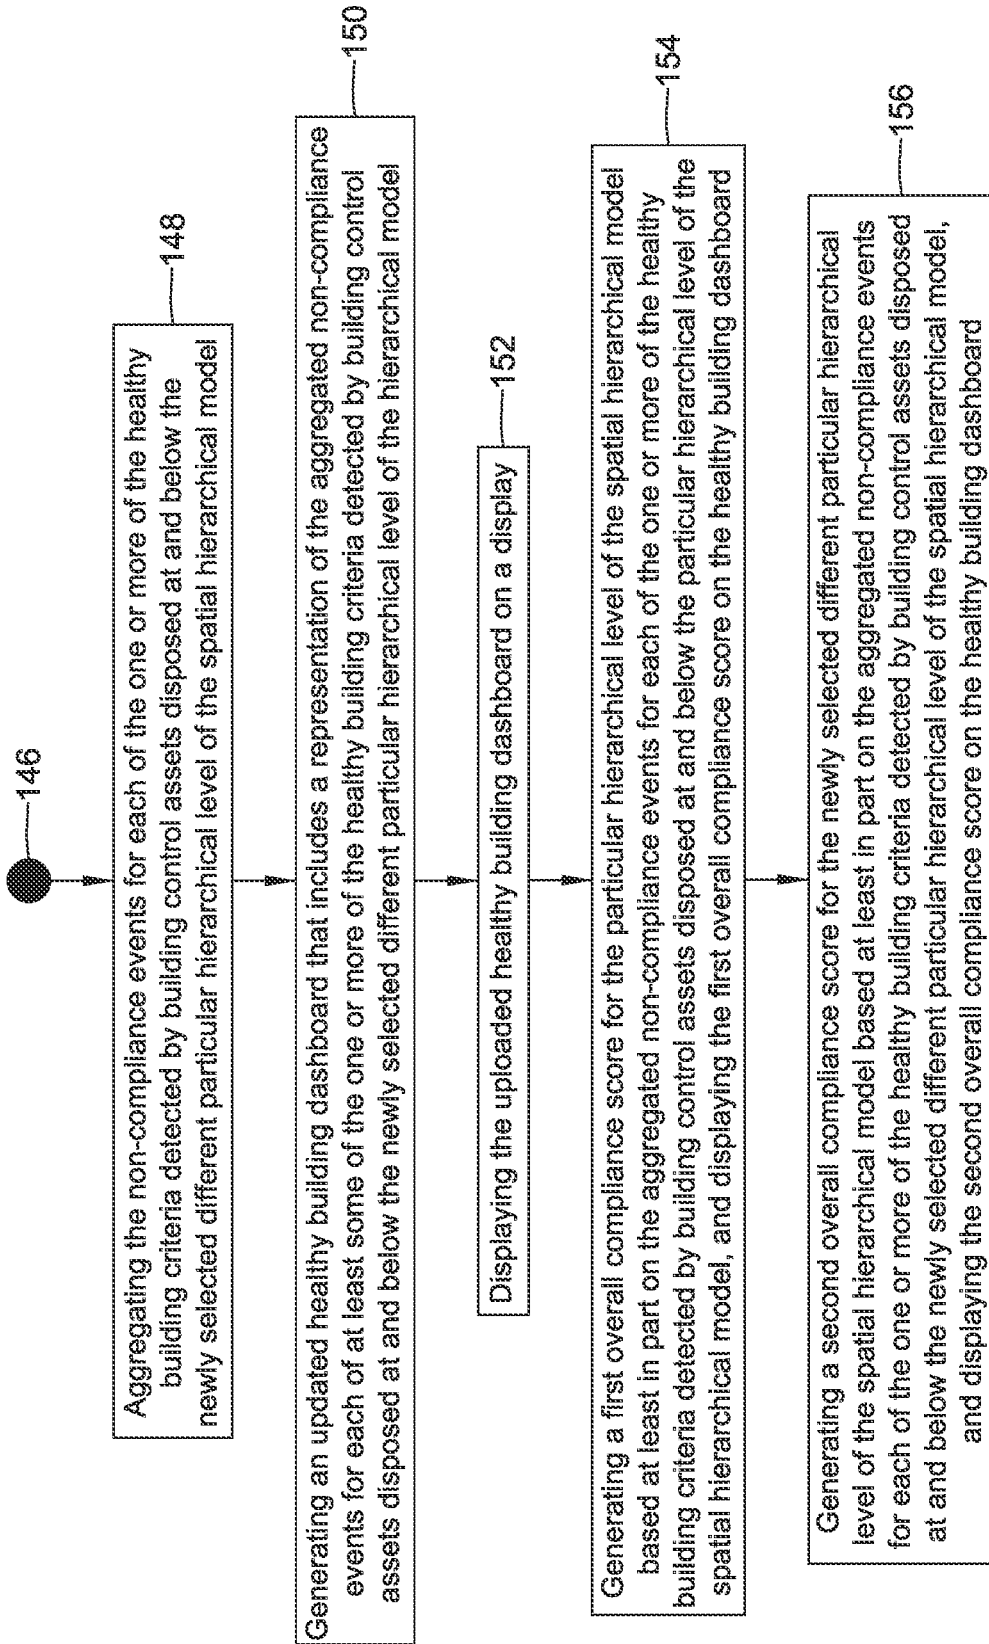 146
Aggregating the non-compliance events for each of the one or more of the healthy
building criteria detected by building control assets disposed at and below the
newly selected different particular hierarchical level of the spatial hierarchical model
148
Generating an updated healthy building dashboard that includes a representation of the aggregated non-compliance
events for each of at least some of the one or more of the healthy building criteria detected by building control
assets disposed at and below the newly selected different particular hierarchical level of the hierarchical model
150
Displaying the uploaded healthy building dashboard on a display
152
Generating a first overall compliance score for the particular hierarchical level of the spatial hierarchical model
based at least in part on the aggregated non-compliance events for each of the one or more of the healthy
building criteria detected by building control assets disposed at and below the particular hierarchical level of the
spatial hierarchical model, and displaying the first overall compliance score on the healthy building dashboard
154
Generating a second overall compliance score for the newly selected different particular hierarchical
level of the spatial hierarchical model based at least in part on the aggregated non-compliance events
for each of the one or more of the healthy building criteria detected by building control assets disposed
at and below the newly selected different particular hierarchical level of the spatial hierarchical model,
and displaying the second overall compliance score on the healthy building dashboard
156